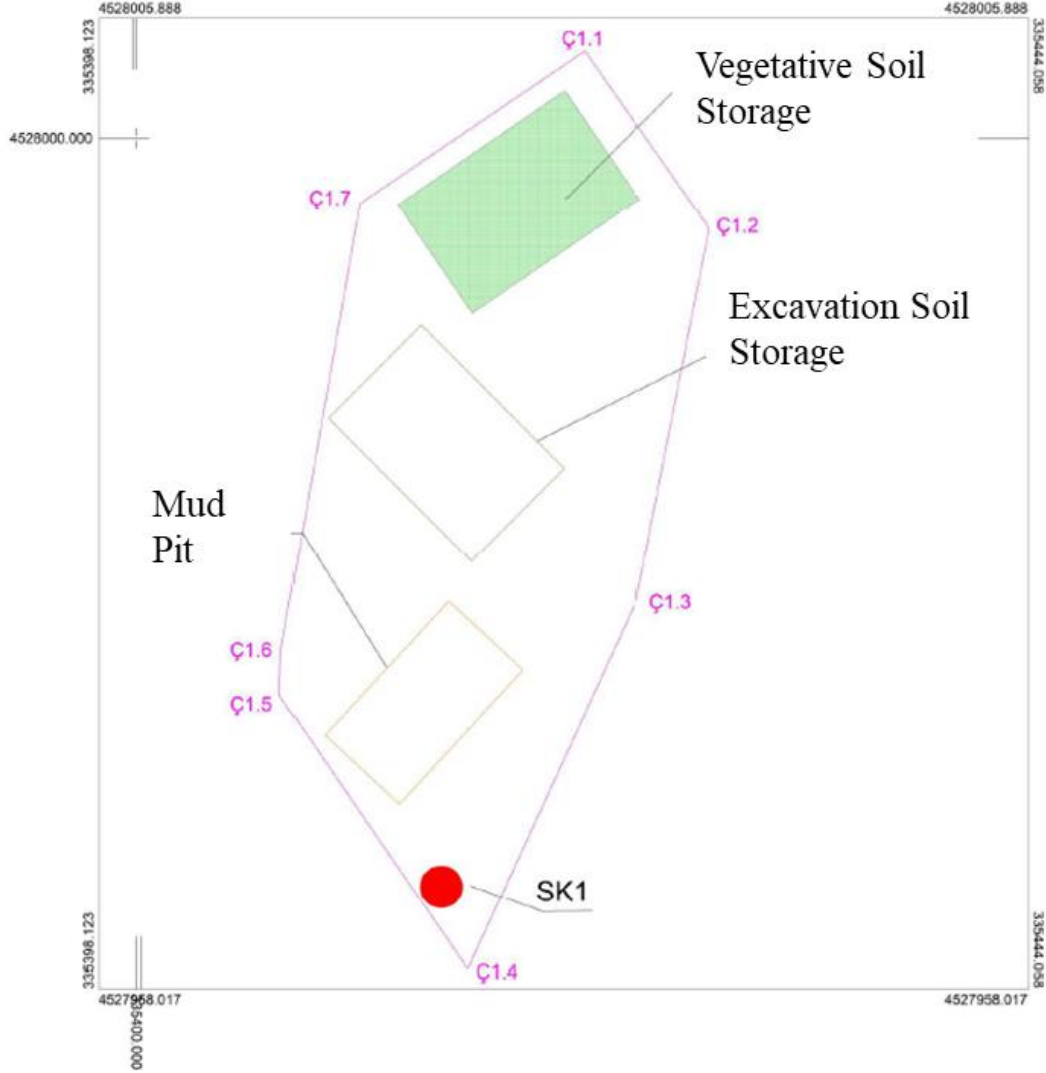 4528005.888
4528005.888
335398.123
335444.058
Ç1.1
Vegetative Soil
Storage
4528000.000
Ç1.7
Ç1.2
Excavation Soil
Storage
Mud
Pit
Ç1.3
Ç1.6
Ç1.5
SK1
335398.123
335444.058
Ç1.4
4527958.017
4527958.017
335400.000